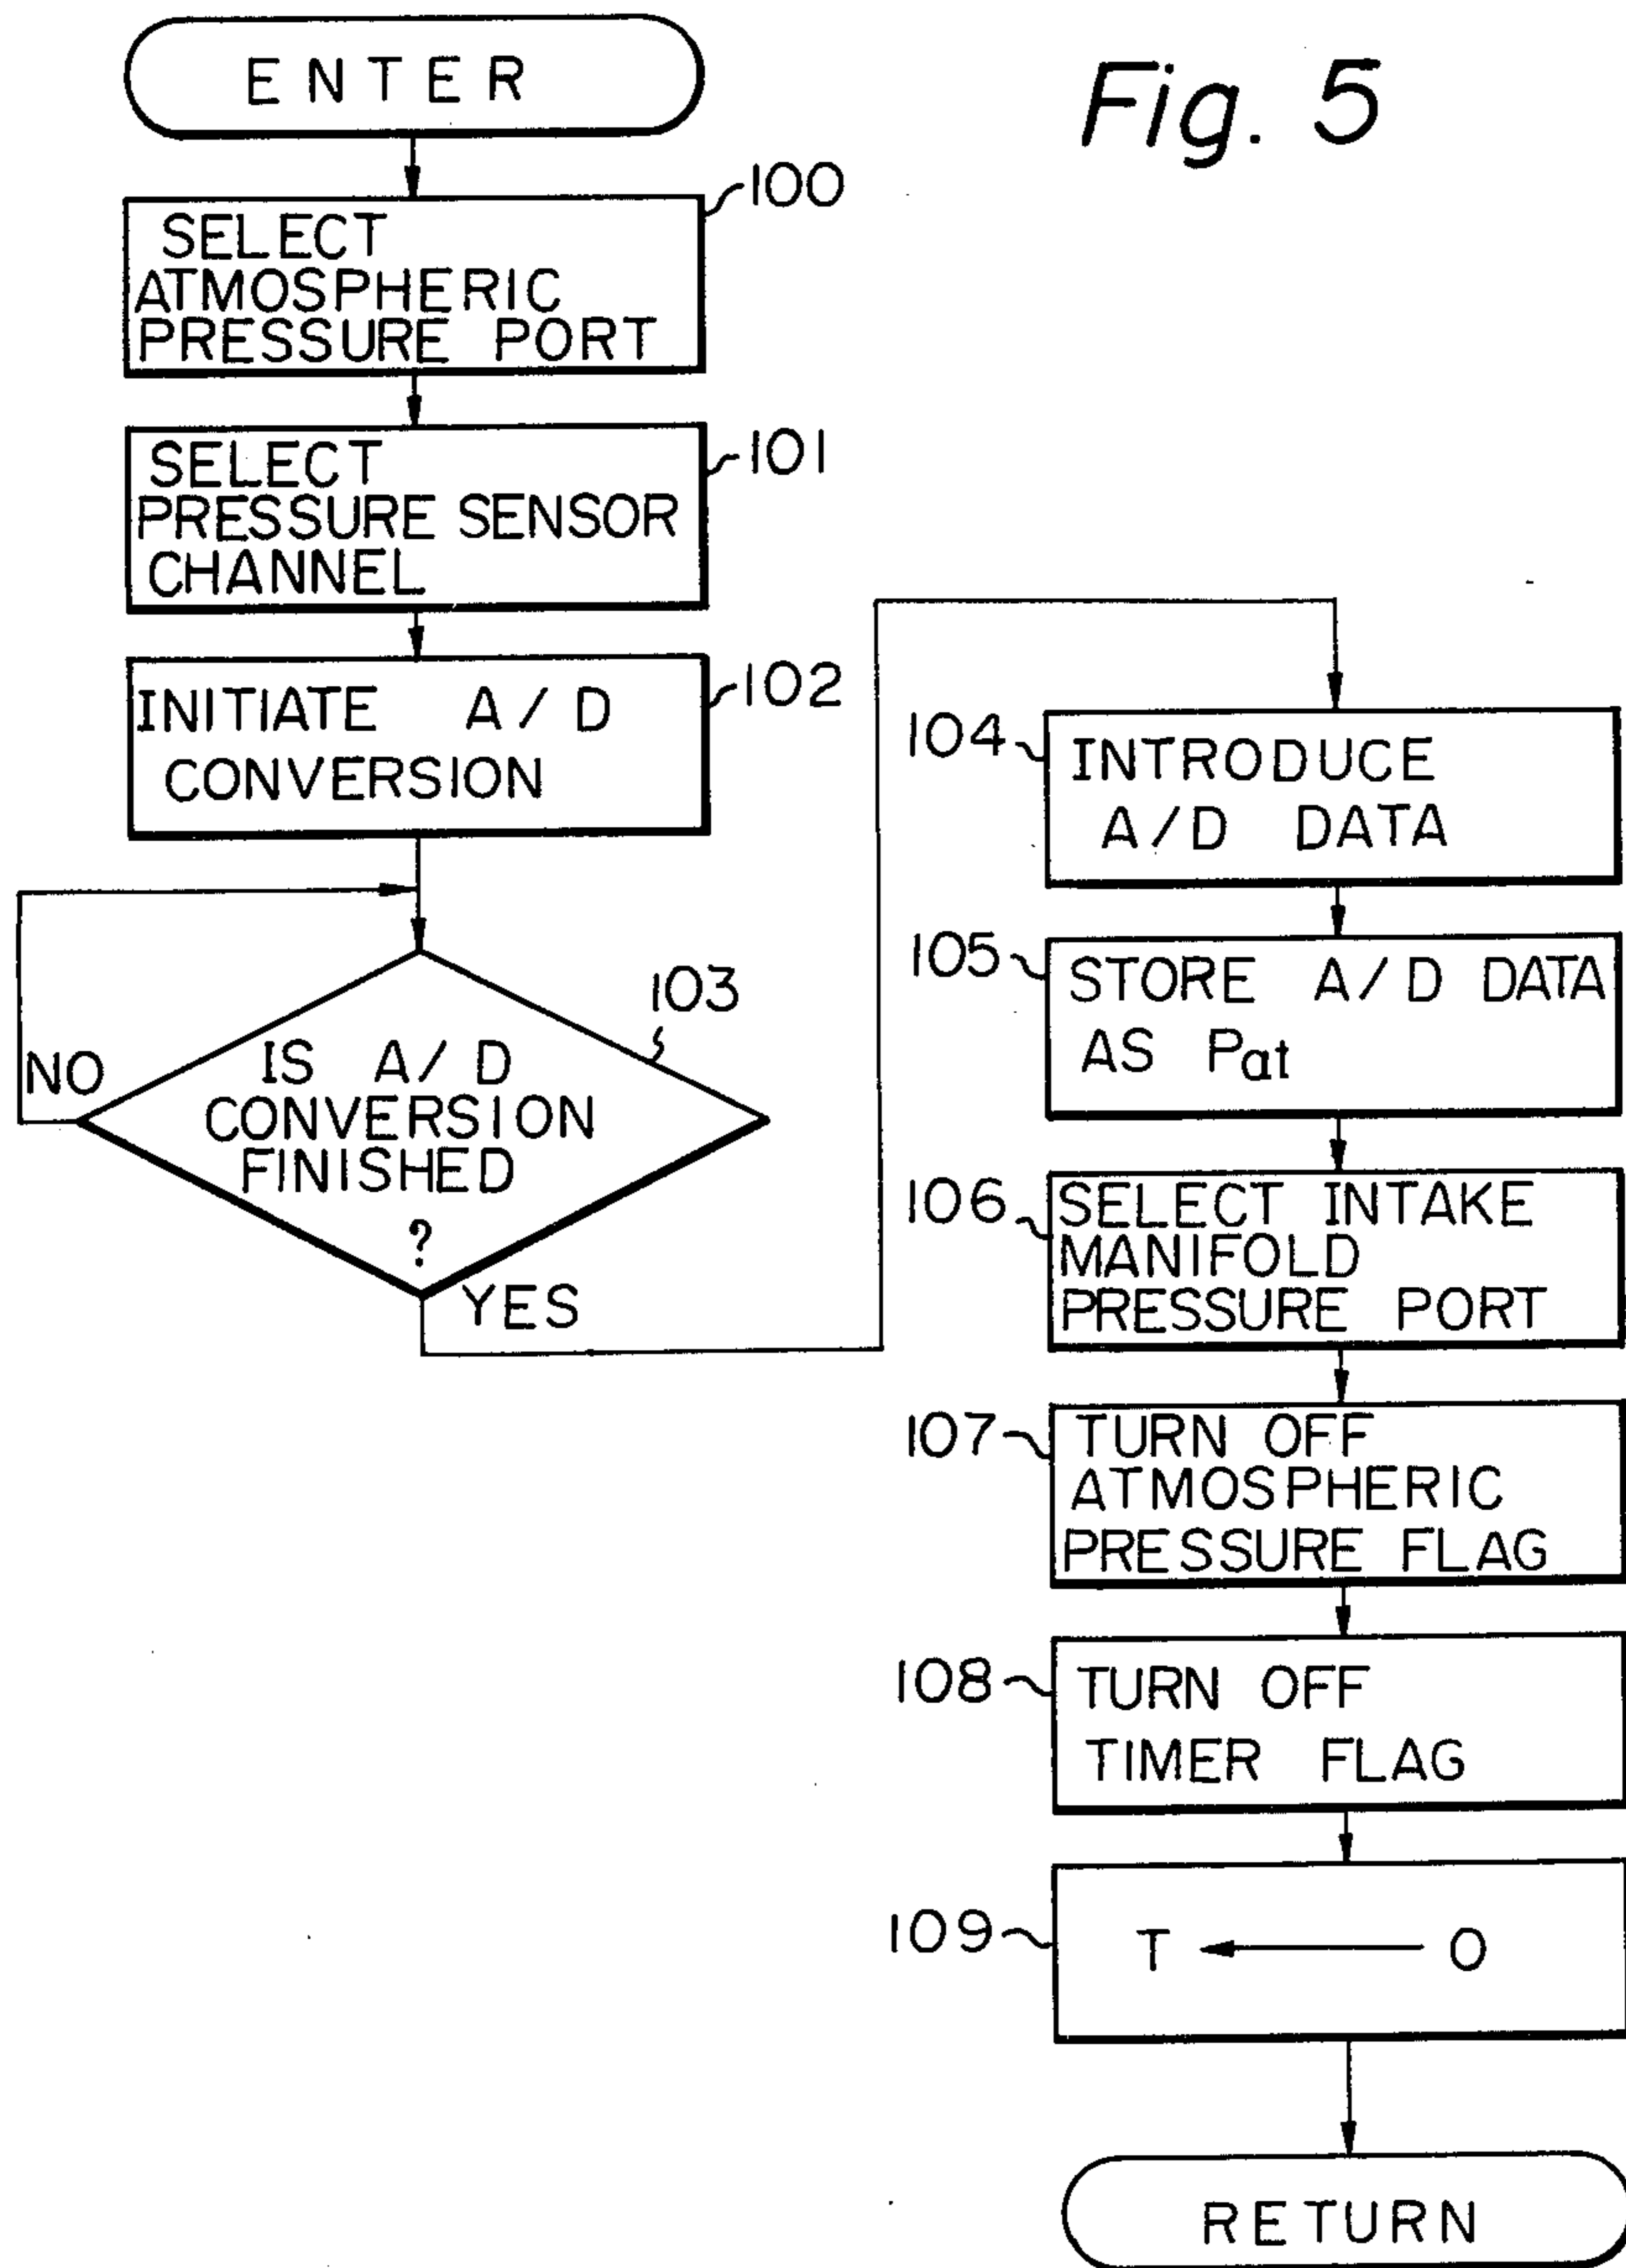 Fig. 5
ENTER
100
SELECT
ATMOSPHERIC
PRESSURE PORT
101
SELECT
PRESSURE SENSOR
CHANNEL
102
INITIATE A/D
CONVERSION
103
IS A/D
CONVERSION
FINISHED
?
NO
YES
104
INTRODUCE
A/D DATA
105
STORE A/D DATA
AS Pat
106
SELECT INTAKE
MANIFOLD
PRESSURE PORT
107
TURN OFF
ATMOSPHERIC
PRESSURE FLAG
108
TURN OFF
TIMER FLAG
109
T ← 0
RETURN